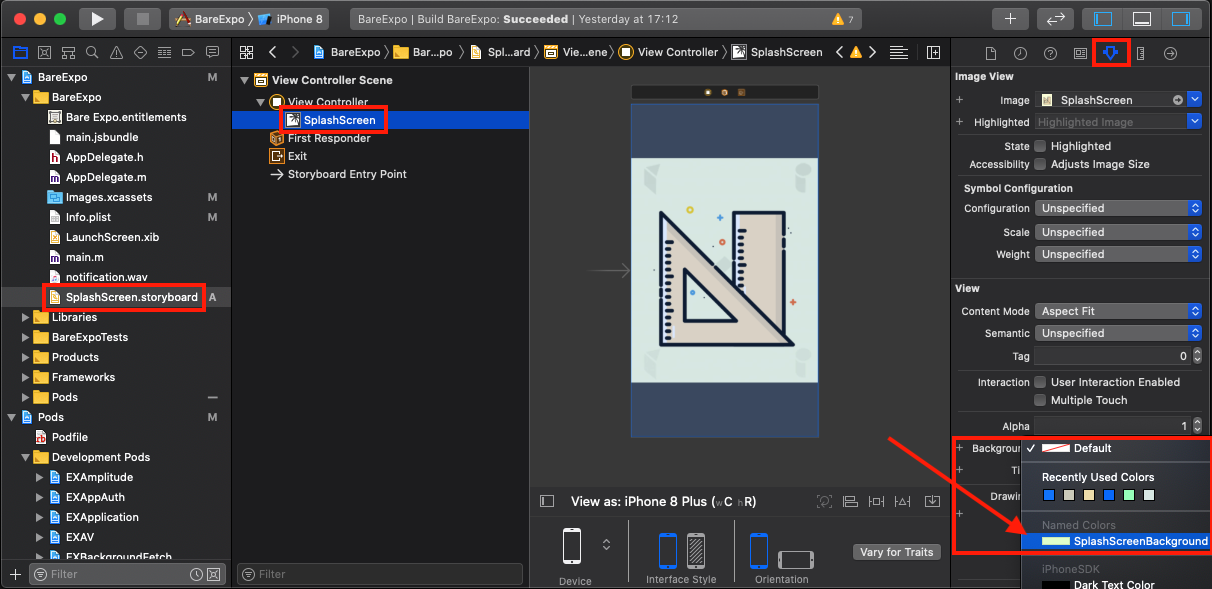 BareExpo
iPhone 8
BareExpo | Build BareExpo: Succeeded | Yesterday at 17:12
7
BareExpo
Bar...po
Spl...ard
Vie...ene
View Controller
SplashScreen
BareExpo M
BareExpo
Bare Expo.entitlements
main.jsbundle
AppDelegate.h
AppDelegate.m
Images.xcassets M
Info.plist M
LaunchScreen.xib
main.m
notification.wav
SplashScreen.storyboard A
Libraries
BareExpoTests
Products
Frameworks
Pods
Pods M
Podfile
Development Pods
EXAmplitude
EXAppAuth
EXApplication
EXAV
EXBackgroundFetch
Filter
View Controller Scene
View Controller
SplashScreen
First Responder
Exit
Storyboard Entry Point
Filter
View as: iPhone 8 Plus (wC hR)
Device
Interface Style
Orientation
Vary for Traits
Image View
Image SplashScreen
Highlighted Highlighted Image
State Highlighted
Accessibility Adjusts Image Size
Symbol Configuration
Configuration Unspecified
Scale Unspecified
Weight Unspecified
View
Content Mode Aspect Fit
Semantic Unspecified
Tag 0
Interaction User Interaction Enabled
Multiple Touch
Alpha 1
Backgroun Default
Ti
Recently Used Colors
Drawin
Named Colors
SplashScreenBackground
iPhoneSDK
Dark Text Color